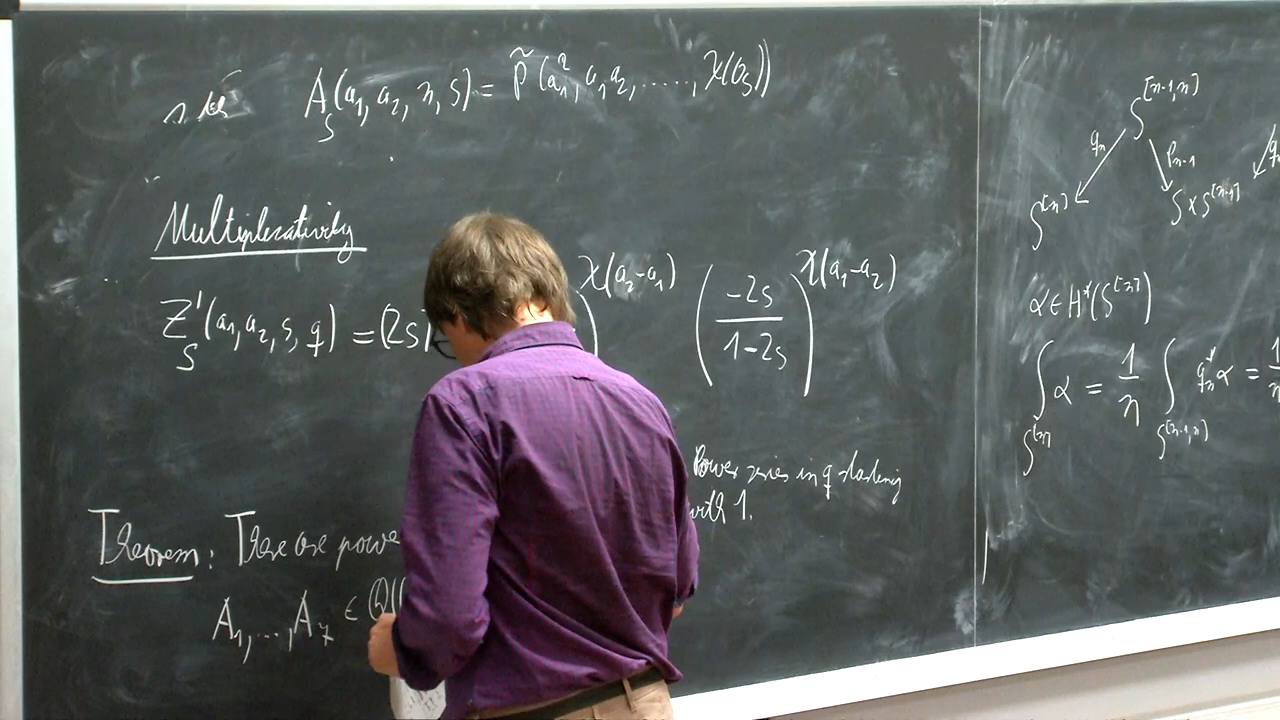 A_S(a_1, a_2, n, s) = P̃(a_1^2, a_1 a_2, ....., χ(O_S))
Multiplicativity
Z'_S(a_1, a_2, s, q) = (2s) )^{χ(a_2-a_1)} (-2s/1-2s)^{χ(a_1-a_2)}
Power series in q starting
with 1.
Theorem: There are powe
A_1, ..., A_7 ∈ Q
S^{[n-1,n]}
q_n p_{n-1}
S^{[n]} S × S^{[n-1]}
α ∈ H*(S^{[n]})
∫_{S^{[n]}} α = 1/n ∫_{S^{[n-1,n]}} q_n^* α = 1/n